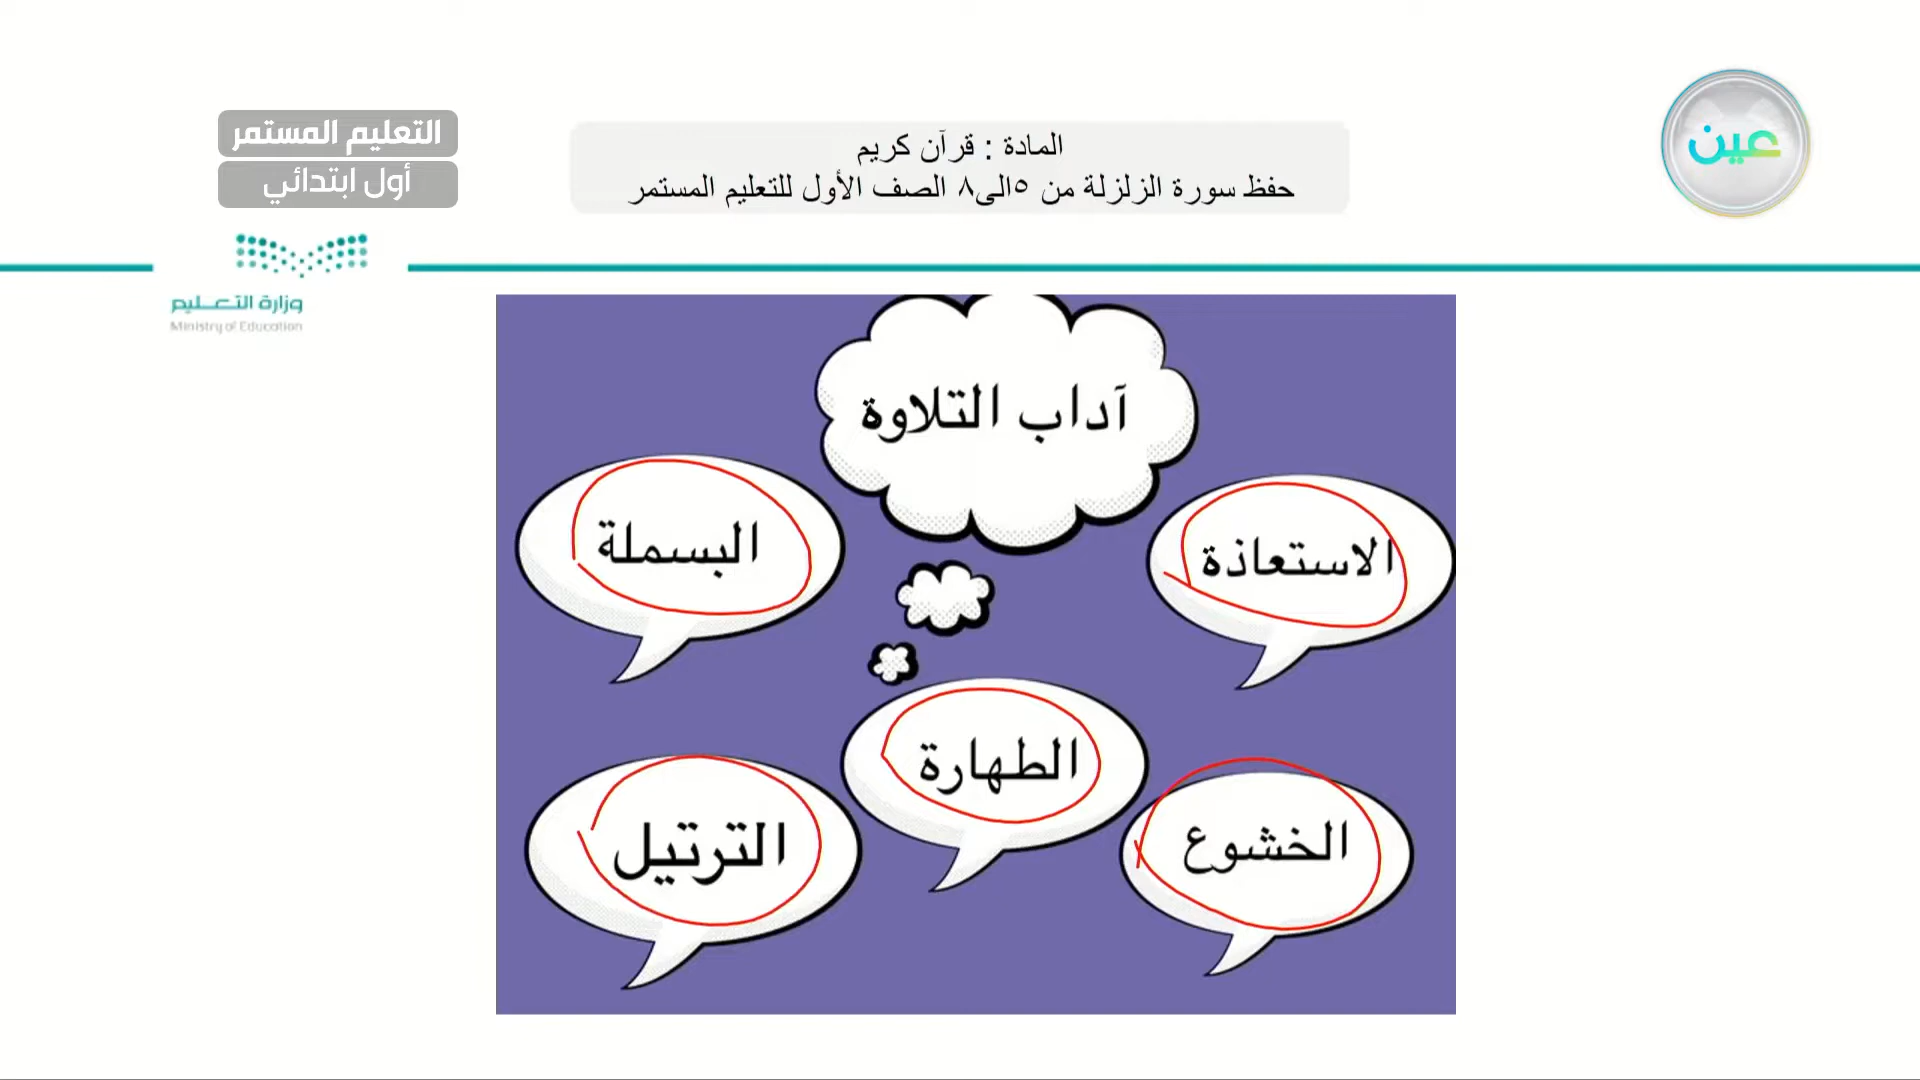 عين
المادة : قرآن كريم
حفظ سورة الزلزلة من ٥الى٨ الصف الأول للتعليم المستمر
التعليم المستمر
أول ابتدائي
وزارة التعـليم
Ministry of Education
آداب التلاوة
الاستعاذة
البسملة
الطهارة
الخشوع
الترتيل